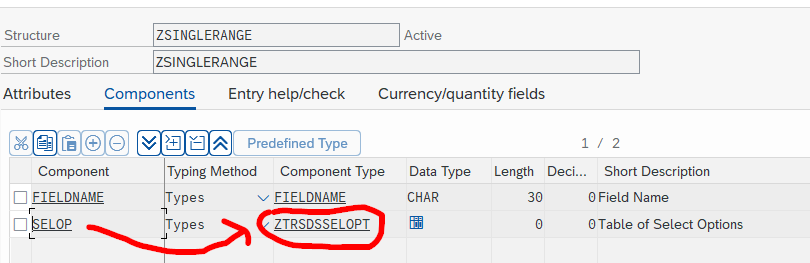 Structure ZSINGLERANGE Active
Short Description ZSINGLERANGE
Attributes Components Entry help/check Currency/quantity fields
Predefined Type 1 / 2
Component Typing Method Component Type Data Type Length Deci... Short Description
FIELDNAME Types FIELDNAME CHAR 30 0 Field Name
SELOP Types ZTRSDSSELOPT 0 0 Table of Select Options